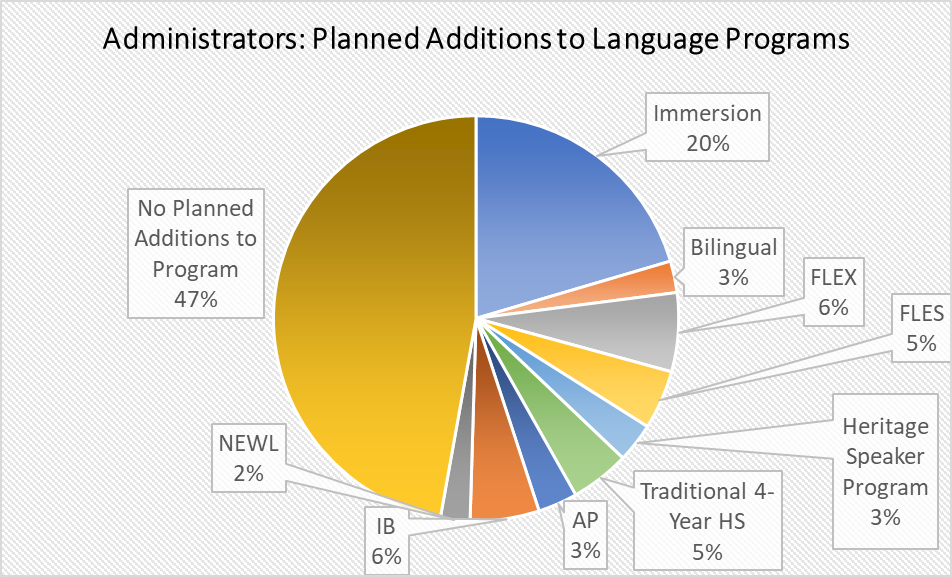 Administrators: Planned Additions to Language Programs
Immersion
20%
Bilingual
3%
FLEX
6%
FLES
5%
Heritage
Speaker
Program
3%
Traditional 4-
Year HS
5%
AP
3%
IB
6%
NEWL
2%
No Planned
Additions to
Program
47%